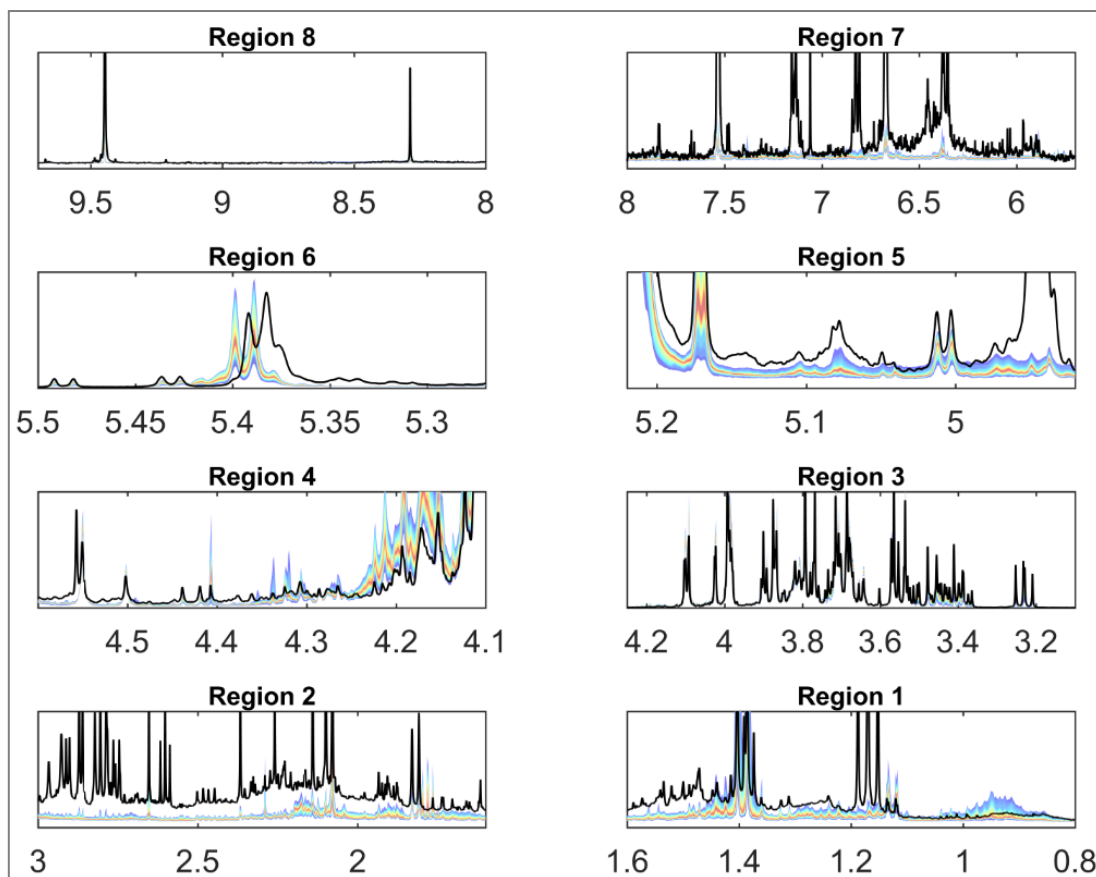 Region 8
9.5 9 8.5 8
Region 7
8 7.5 7 6.5 6
Region 6
5.5 5.45 5.4 5.35 5.3
Region 5
5.2 5.1 5
Region 4
4.5 4.4 4.3 4.2 4.1
Region 3
4.2 4 3.8 3.6 3.4 3.2
Region 2
3 2.5 2
Region 1
1.6 1.4 1.2 1 0.8